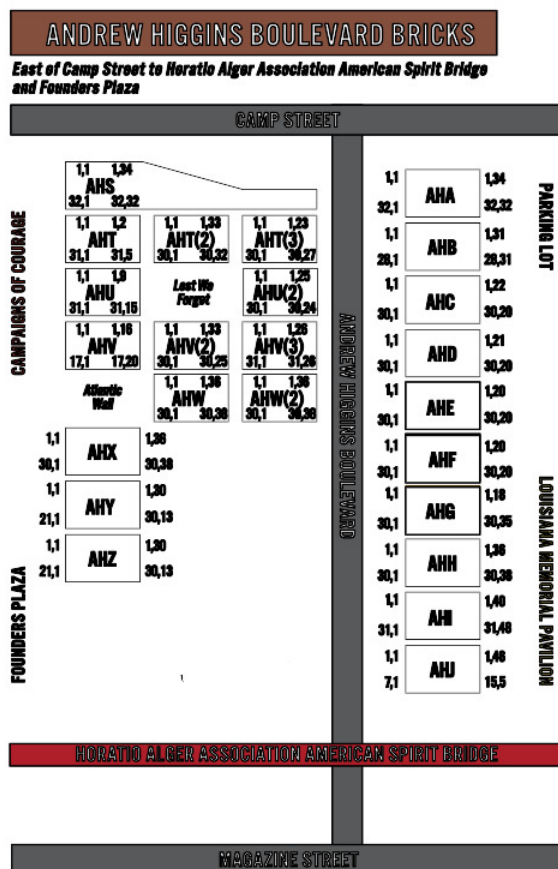 ANDREW HIGGINS BOULEVARD BRICKS
East of Camp Street to Horatio Alger Association American Spirit Bridge
and Founders Plaza
CAMP STREET
1,1 1,34
AHS
32,1 32,32
1,1 1,2
AHT
31,1 31,5
1,1 1,33
AHT(2)
30,1 30,32
1,1 1,23
AHT(3)
30,1 30,27
1,1 1,9
AHU
31,1 31,15
Lest We
Forget
1,1 1,25
AHU(2)
30,1 30,24
1,1 1,16
AHV
17,1 17,20
1,1 1,33
AHV(2)
30,1 30,25
1,1 1,26
AHV(3)
31,1 31,26
Atlantic
Wall
1,1 1,36
AHW
30,1 30,38
1,1 1,36
AHW(2)
30,1 30,38
1,1 1,36
AHX
30,1 30,38
1,1 1,30
AHY
21,1 30,13
1,1 1,30
AHZ
21,1 30,13
CAMPAIGNS OF COURAGE
FOUNDERS PLAZA
ANDREW HIGGINS BOULEVARD
1,1 1,34
AHA
32,1 32,32
1,1 1,31
AHB
28,1 28,31
1,1 1,22
AHC
30,1 30,20
1,1 1,21
AHD
30,1 30,20
1,1 1,20
AHE
30,1 30,20
1,1 1,20
AHF
30,1 30,20
1,1 1,18
AHG
30,1 30,35
1,1 1,36
AHH
30,1 30,38
1,1 1,40
AHI
31,1 31,48
1,1 1,48
AHJ
7,1 15,5
PARKING LOT
LOUISIANA MEMORIAL PAVILION
HORATIO ALGER ASSOCIATION AMERICAN SPIRIT BRIDGE
MAGAZINE STREET